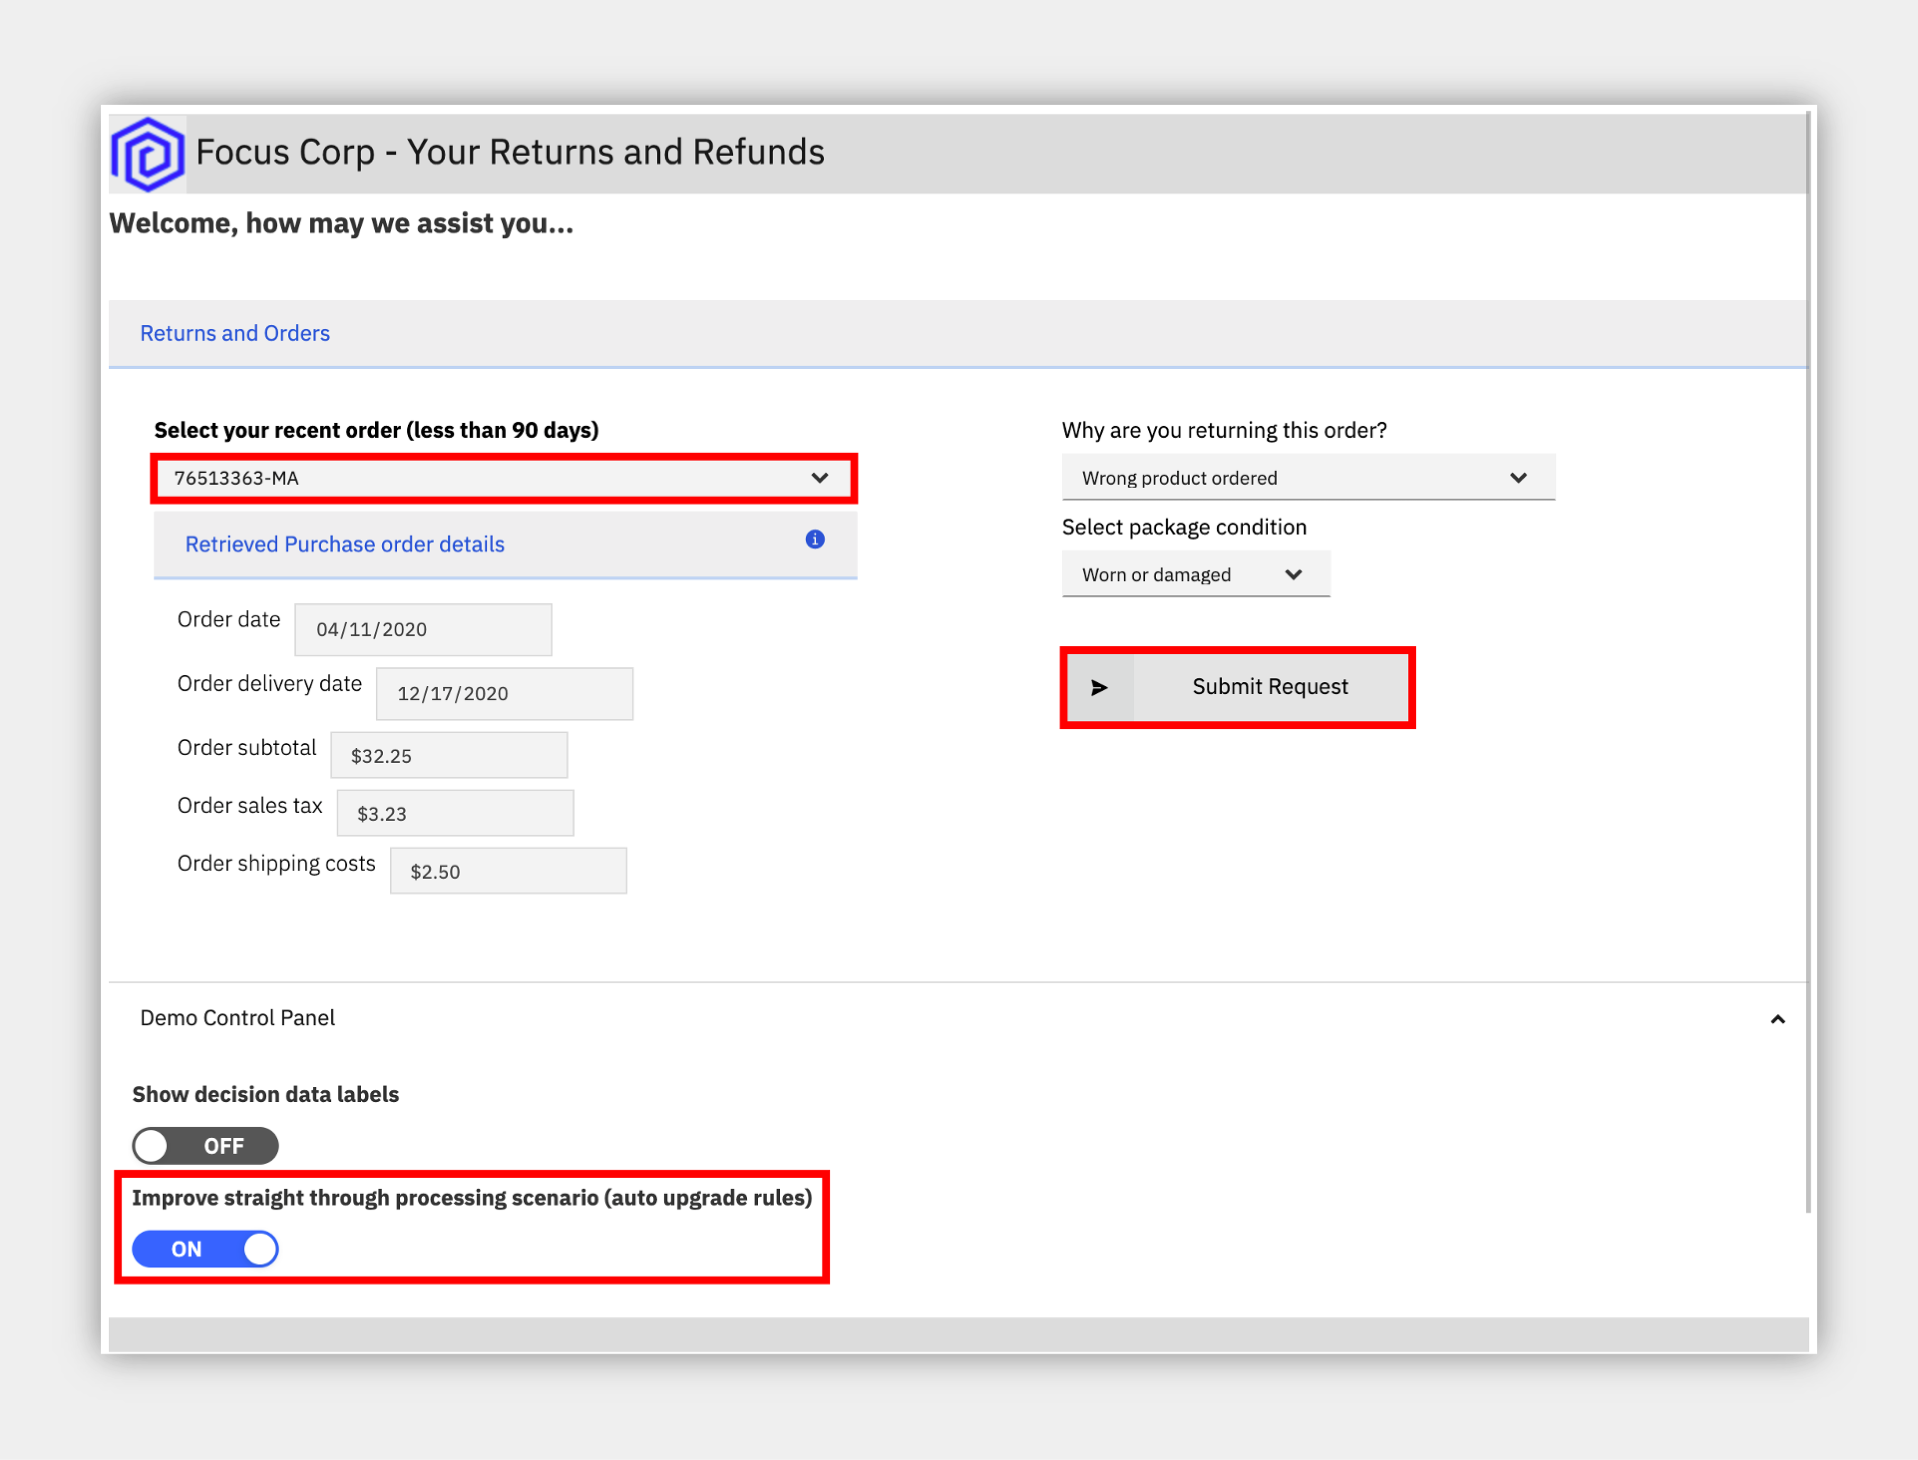 Focus Corp - Your Returns and Refunds
Welcome, how may we assist you...
Returns and Orders
Select your recent order (less than 90 days)
76513363-MA
Retrieved Purchase order details
Order date 04/11/2020
Order delivery date 12/17/2020
Order subtotal $32.25
Order sales tax $3.23
Order shipping costs $2.50
Why are you returning this order?
Wrong product ordered
Select package condition
Worn or damaged
Submit Request
Demo Control Panel
Show decision data labels
OFF
Improve straight through processing scenario (auto upgrade rules)
ON